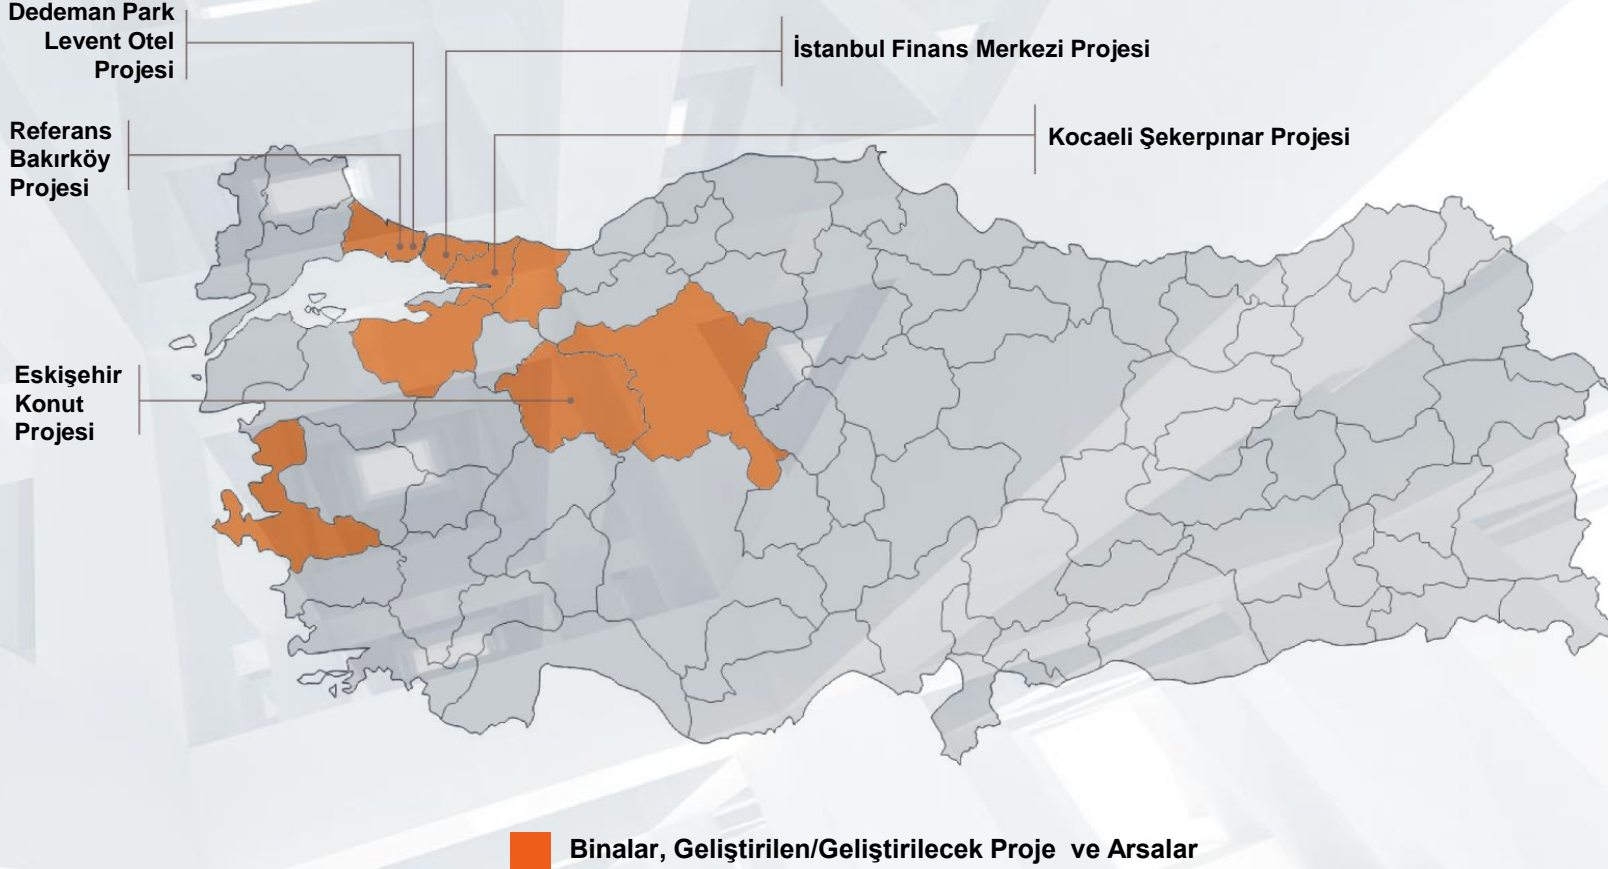 Dedeman Park
Levent Otel
Projesi
İstanbul Finans Merkezi Projesi
Referans
Bakırköy
Projesi
Kocaeli Şekerpınar Projesi
Eskişehir
Konut
Projesi
Binalar, Geliştirilen/Geliştirilecek Proje  ve Arsalar